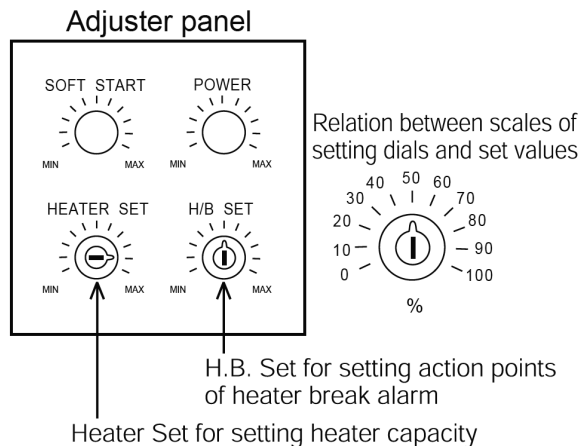 Adjuster panel
SOFT START
POWER
MIN
MAX
MIN
MAX
HEATER SET
H/B SET
MIN
MAX
MIN
MAX
Relation between scales of
setting dials and set values
0
10
20
30
40
50
60
70
80
90
100
%
H.B. Set for setting action points
of heater break alarm
Heater Set for setting heater capacity